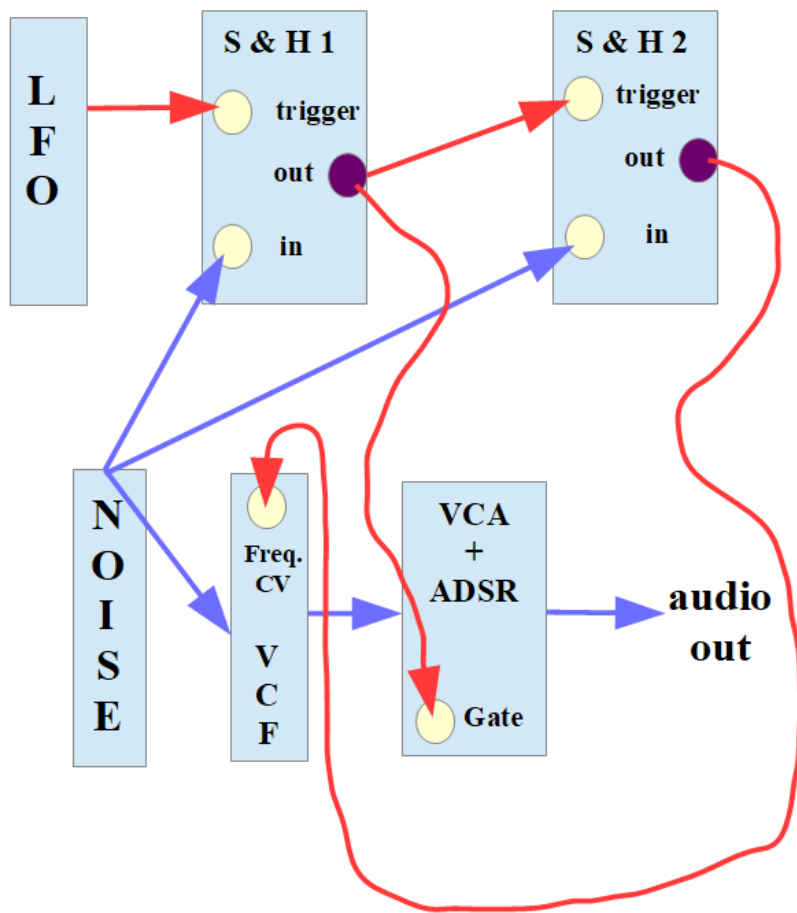 L
F
O
S & H 1
trigger
out
in
S & H 2
trigger
out
in
N
O
I
S
E
Freq.
CV
V
C
F
VCA
+
ADSR
Gate
audio
out